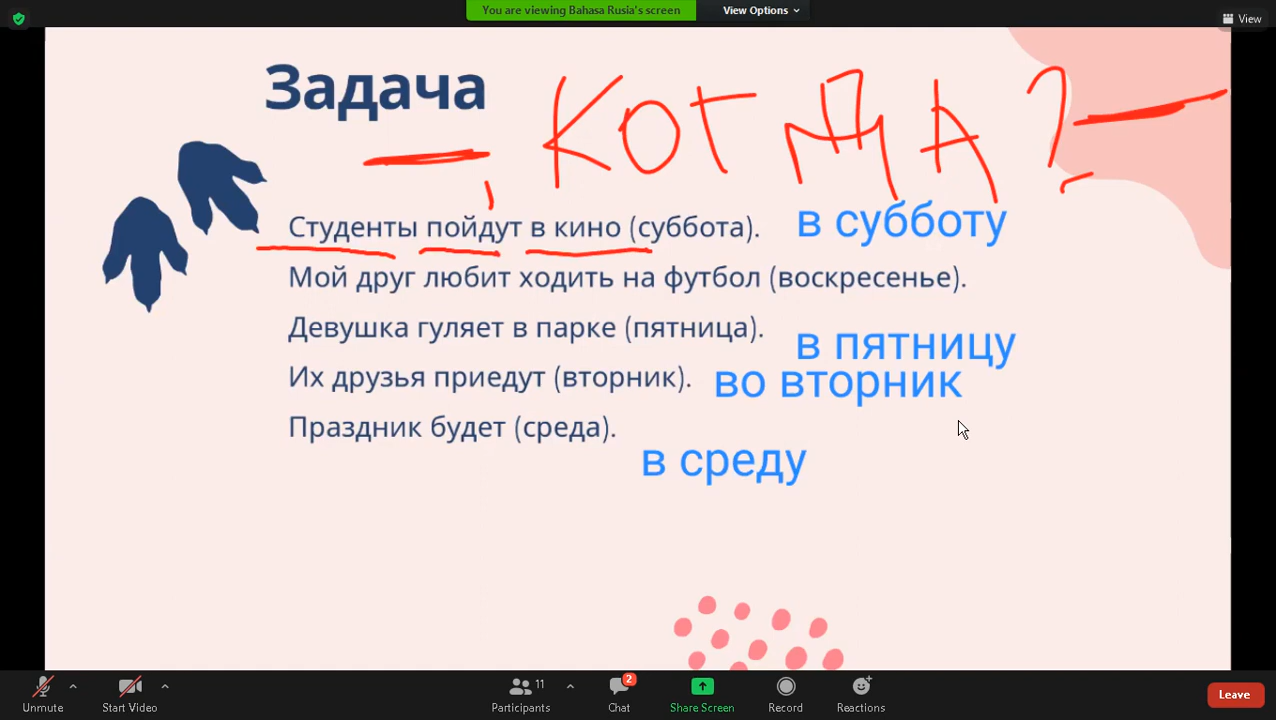 You are viewing Bahasa Rusia's screen View Options
View
Задача
КОГДА?
Студенты пойдут в кино (суббота). в субботу
Мой друг любит ходить на футбол (воскресенье).
Девушка гуляет в парке (пятница). в пятницу
Их друзья приедут (вторник). во вторник
Праздник будет (среда).
в среду
11 2
Unmute Start Video Participants Chat Share Screen Record Reactions Leave